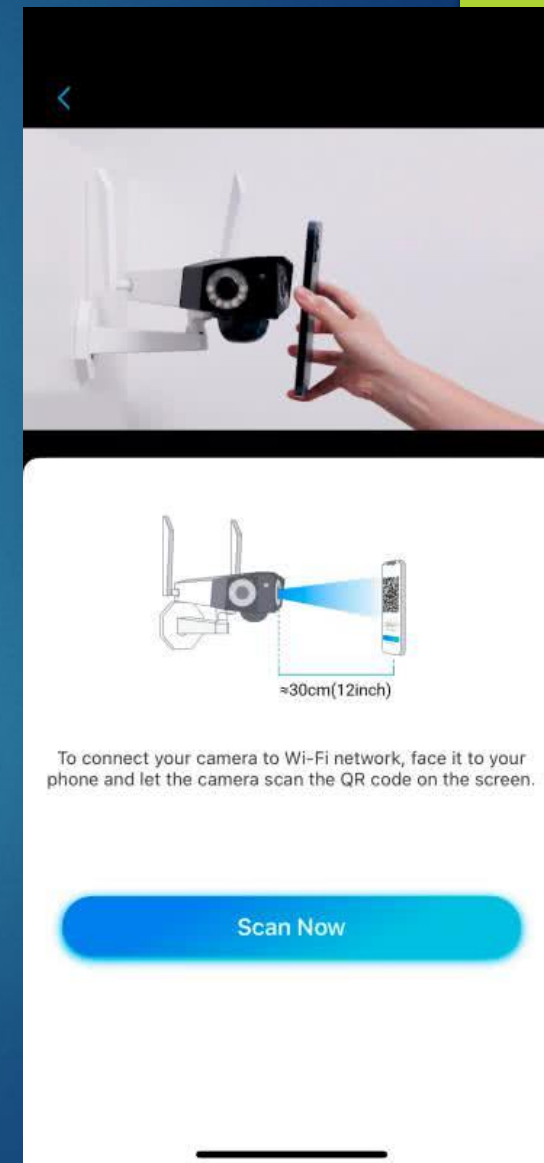 ≈30cm(12inch)
To connect your camera to Wi-Fi network, face it to your
phone and let the camera scan the QR code on the screen.
Scan Now